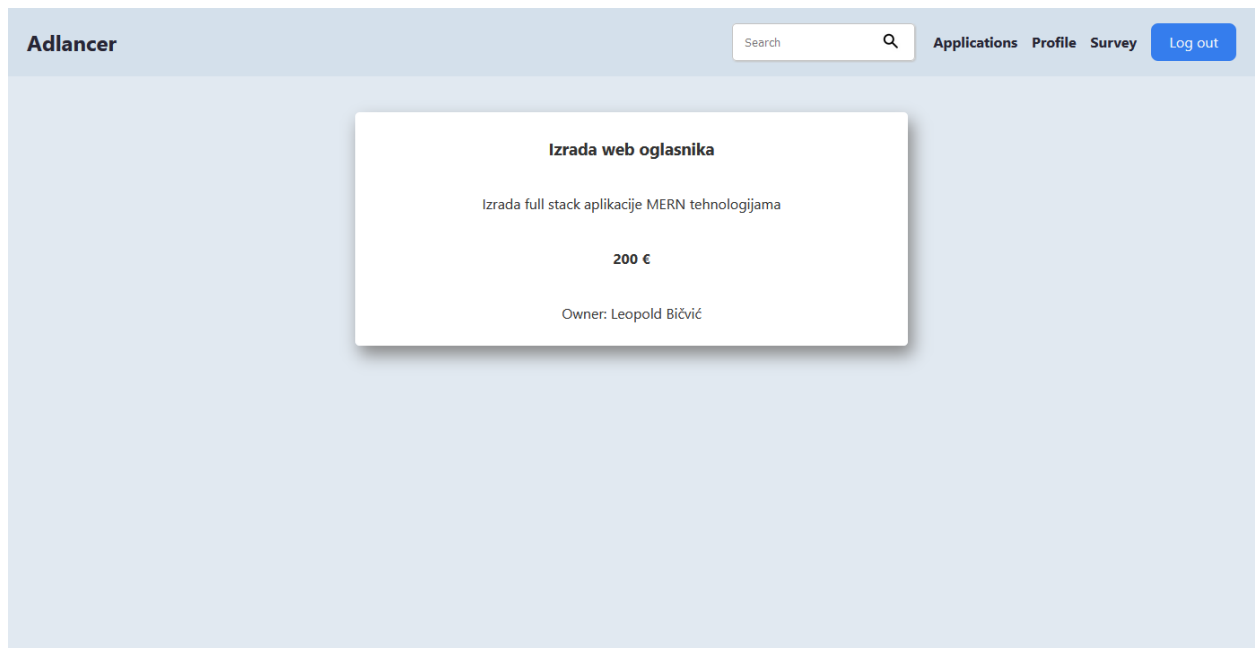 Adlancer
Search
Applications Profile Survey Log out
Izrada web oglasnika
Izrada full stack aplikacije MERN tehnologijama
200 €
Owner: Leopold Bičvić